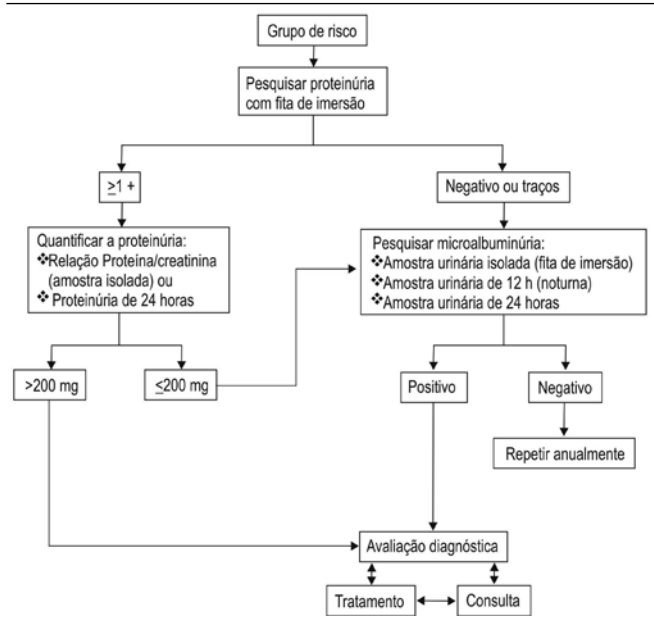 Grupo de risco
Pesquisar proteinúria
com fita de imersão
≥1 +
Negativo ou traços
Quantificar a proteinúria:
❖Relação Proteína/creatinina
(amostra isolada) ou
❖ Proteinúria de 24 horas
Pesquisar microalbuminúria:
❖Amostra urinária isolada (fita de imersão)
❖Amostra urinária de 12 h (noturna)
❖Amostra urinária de 24 horas
>200 mg
≤200 mg
Positivo
Negativo
Repetir anualmente
Avaliação diagnóstica
Tratamento
Consulta